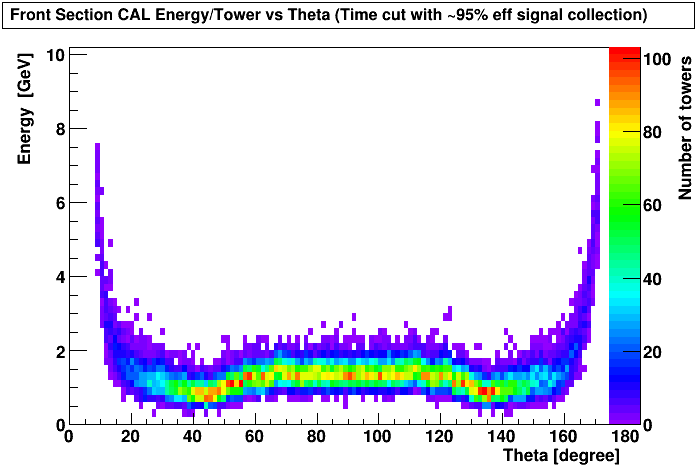 Front Section CAL Energy/Tower vs Theta (Time cut with ~95% eff signal collection)
Energy [GeV]
10
8
6
4
2
0
0 20 40 60 80 100 120 140 160 180
Theta [degree]
100
80
60
40
20
0
Number of towers